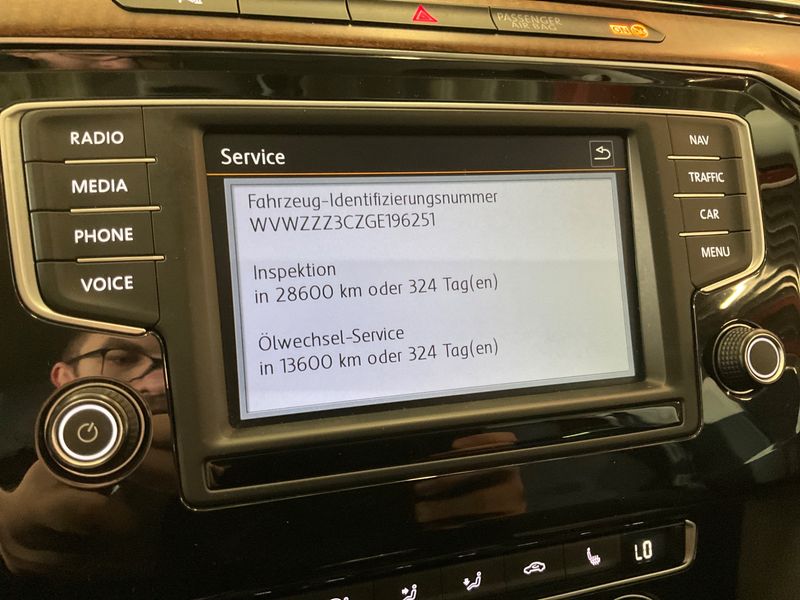 PASSENGER
AIR BAG
ON
RADIO
MEDIA
PHONE
VOICE
Service
Fahrzeug-Identifizierungsnummer
WVWZZZ3CZGE196251
Inspektion
in 28600 km oder 324 Tag(en)
Ölwechsel-Service
in 13600 km oder 324 Tag(en)
NAV
TRAFFIC
CAR
MENU
LO